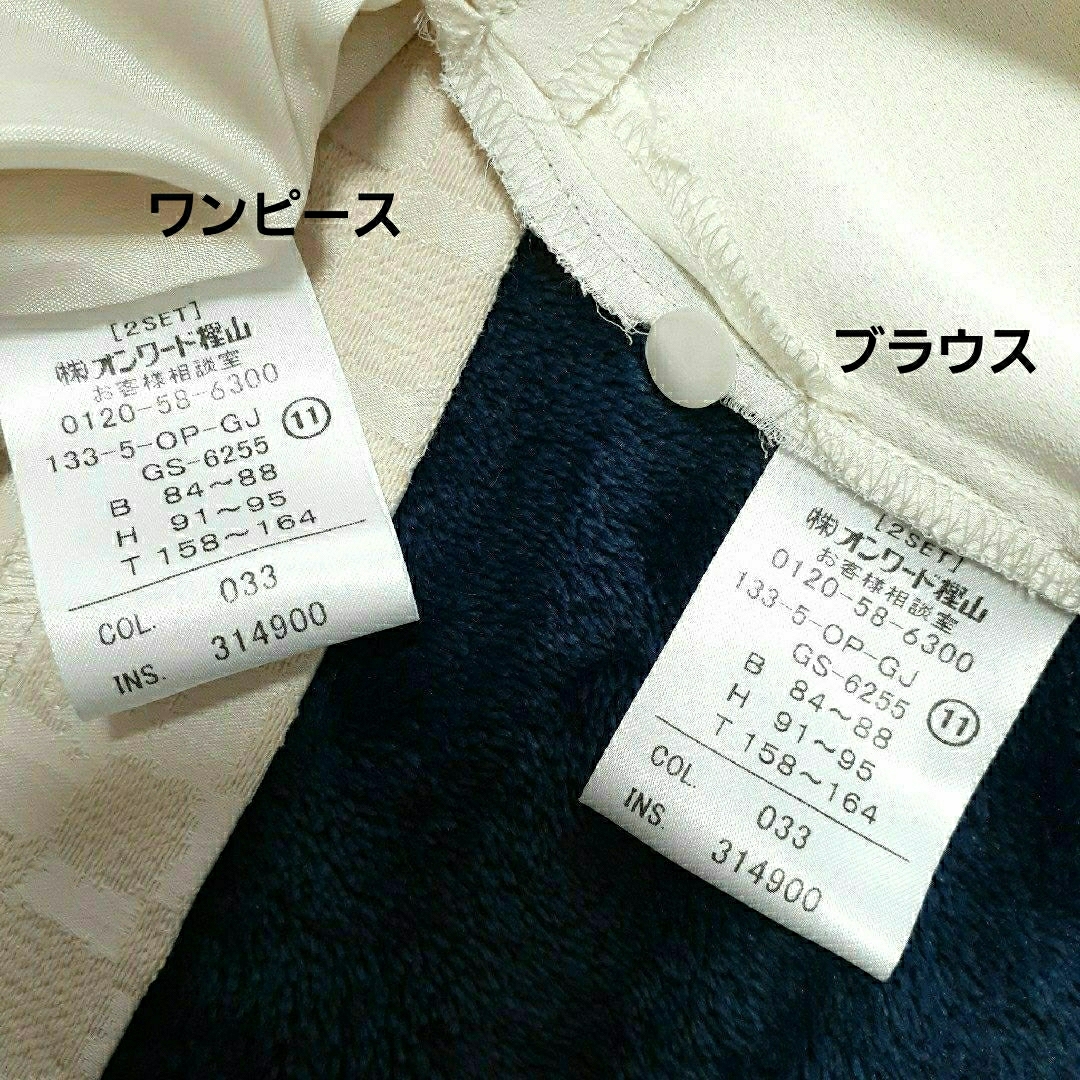 ワンピース
[2SET]
㈱オンワード樫山
お客様相談室
0120-58-6300
133-5-OP-GJ ⑪
GS-6255
B 84〜88
H 91〜95
T 158〜164
COL. 033
INS. 314900
ブラウス
[2SET]
㈱オンワード樫山
お客様相談室
0120-58-6300
133-5-OP-GJ
GS-6255 ⑪
B 84〜88
H 91〜95
T 158〜164
COL. 033
INS. 314900